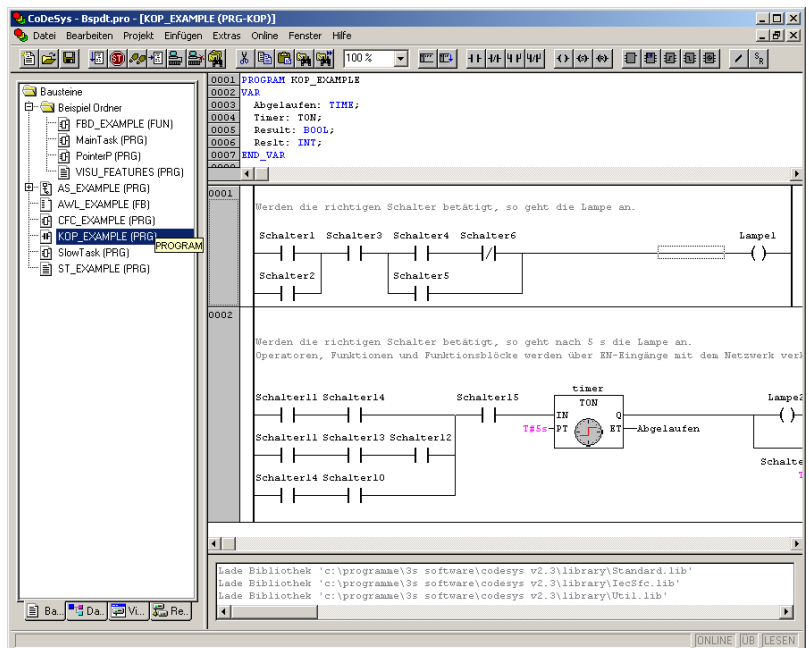 CoDeSys - Bspdt.pro - [KOP_EXAMPLE (PRG-KOP)]
Datei Bearbeiten Projekt Einfügen Extras Online Fenster Hilfe
100 %
Bausteine
Beispiel Ordner
FBD_EXAMPLE (FUN)
MainTask (PRG)
PointerP (PRG)
VISU_FEATURES (PRG)
AS_EXAMPLE (PRG)
AWL_EXAMPLE (FB)
CFC_EXAMPLE (PRG)
KOP_EXAMPLE (PRG)
PROGRAM
SlowTask (PRG)
ST_EXAMPLE (PRG)
0001 PROGRAM KOP_EXAMPLE
0002 VAR
0003 Abgelaufen: TIME;
0004 Timer: TON;
0005 Result: BOOL;
0006 Reslt: INT;
0007 END_VAR
0001
Werden die richtigen Schalter betätigt, so geht die Lampe an.
Schalter1 Schalter3 Schalter4 Schalter6 Lampe1
Schalter2 Schalter5
0002
Werden die richtigen Schalter betätigt, so geht nach 5 s die Lampe an.
Operatoren, Funktionen und Funktionsblöcke werden über EN-Eingänge mit dem Netzwerk verk
timer
Schalter11 Schalter14 Schalter15 TON Lampe2
IN Q
T#5s PT ET Abgelaufen
Schalter11 Schalter13 Schalter12
Schalte
Schalter14 Schalter10
Lade Bibliothek 'c:\programme\3s software\codesys v2.3\library\Standard.lib'
Lade Bibliothek 'c:\programme\3s software\codesys v2.3\library\IecSfc.lib'
Lade Bibliothek 'c:\programme\3s software\codesys v2.3\library\Util.lib'
Ba... Da.. Vi... Re..
ONLINE ÜB LESEN